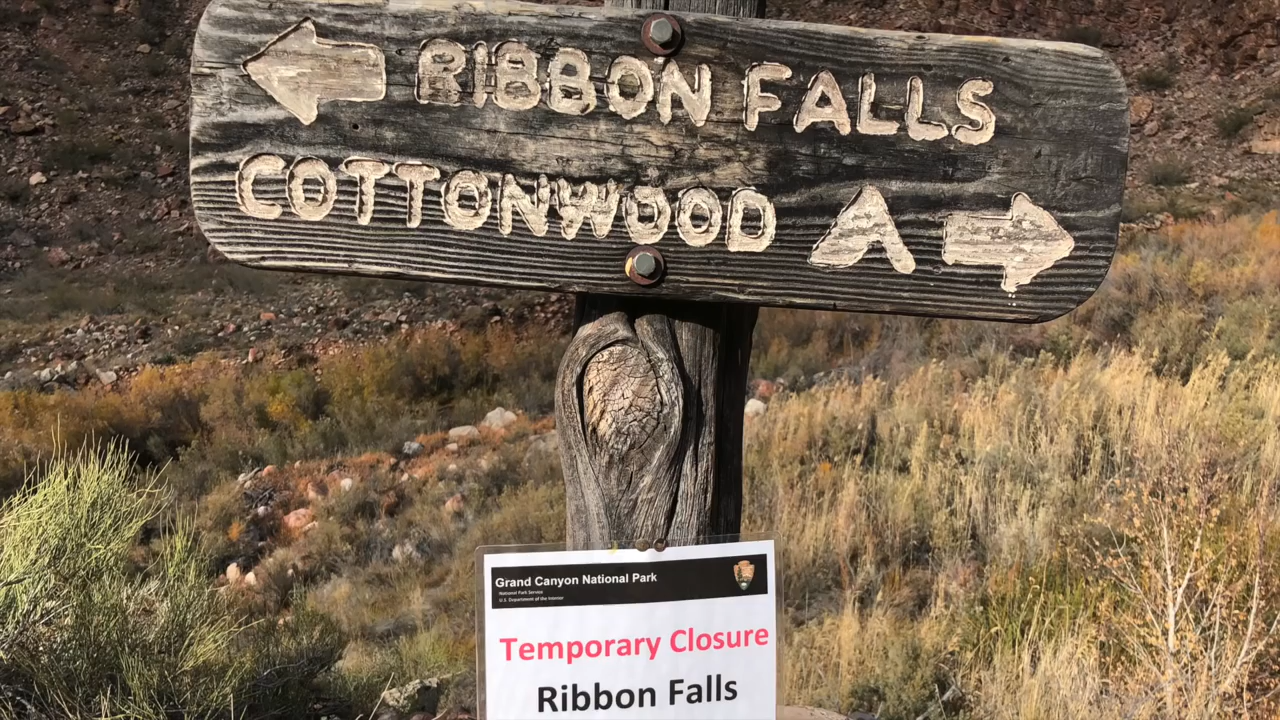 RIBBON FALLS
COTTONWOOD A
Grand Canyon National Park
National Park Service
U.S. Department of the Interior
Temporary Closure
Ribbon Falls